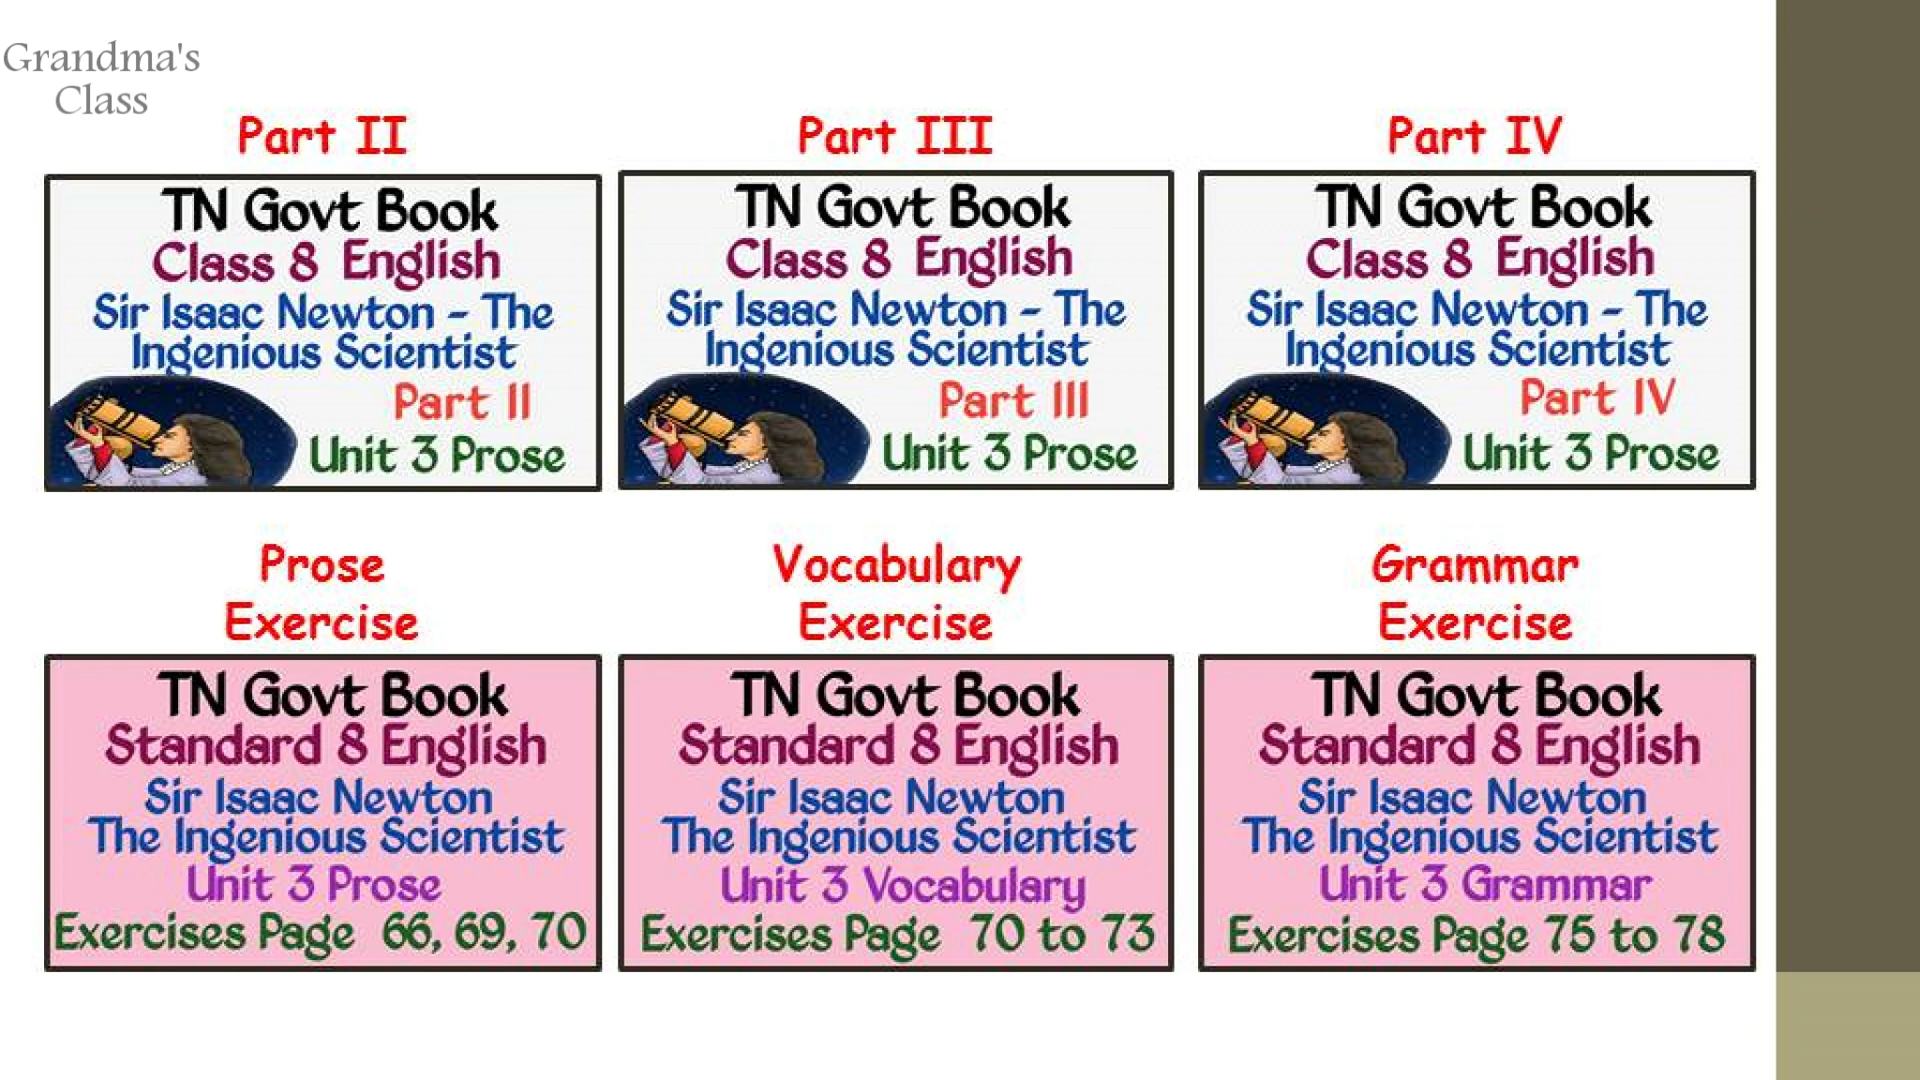 Grandma's
Class
Part II
Part III
Part IV
TN Govt Book
Class 8 English
Sir Isaac Newton - The
Ingenious Scientist
Part II
Unit 3 Prose
TN Govt Book
Class 8 English
Sir Isaac Newton - The
Ingenious Scientist
Part III
Unit 3 Prose
TN Govt Book
Class 8 English
Sir Isaac Newton - The
Ingenious Scientist
Part IV
Unit 3 Prose
Prose
Exercise
Vocabulary
Exercise
Grammar
Exercise
TN Govt Book
Standard 8 English
Sir Isaac Newton
The Ingenious Scientist
Unit 3 Prose
Exercises Page 66, 69, 70
TN Govt Book
Standard 8 English
Sir Isaac Newton
The Ingenious Scientist
Unit 3 Vocabulary
Exercises Page 70 to 73
TN Govt Book
Standard 8 English
Sir Isaac Newton
The Ingenious Scientist
Unit 3 Grammar
Exercises Page 75 to 78